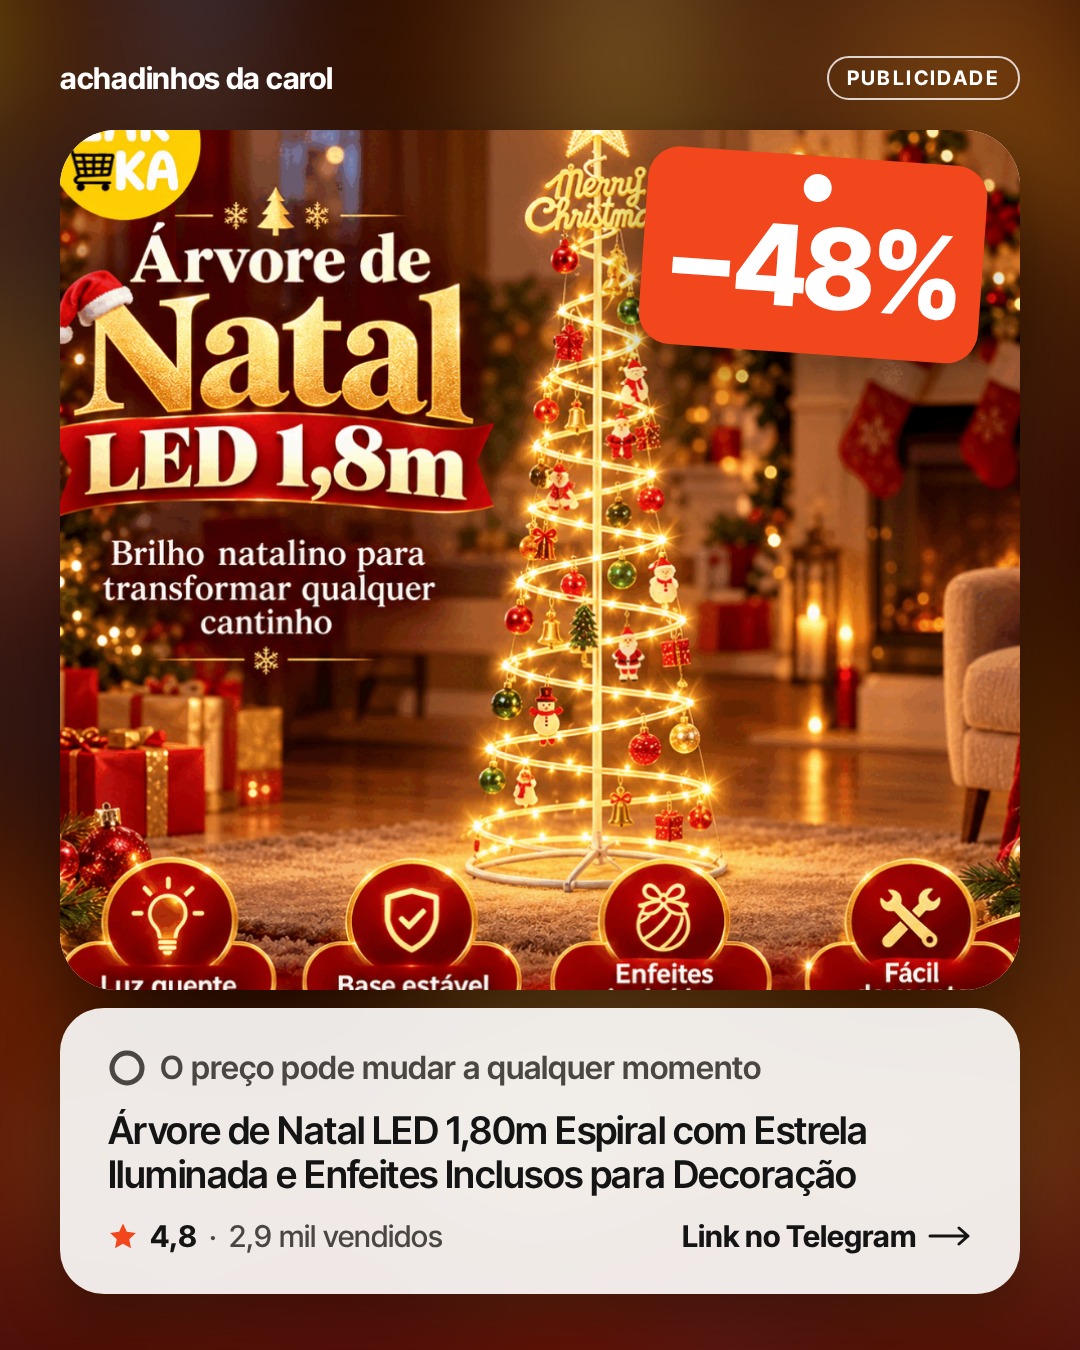 achadinhos da carol
PUBLICIDADE
KA
Merry
-48%
Árvore de
Natal
LED 1,8m
Brilho natalino para
transformar qualquer
cantinho
Luz quente
Base estável
Enfeites
Fácil
O preço pode mudar a qualquer momento
Árvore de Natal LED 1,80m Espiral com Estrela
Iluminada e Enfeites Inclusos para Decoração
4,8 · 2,9 mil vendidos
Link no Telegram →